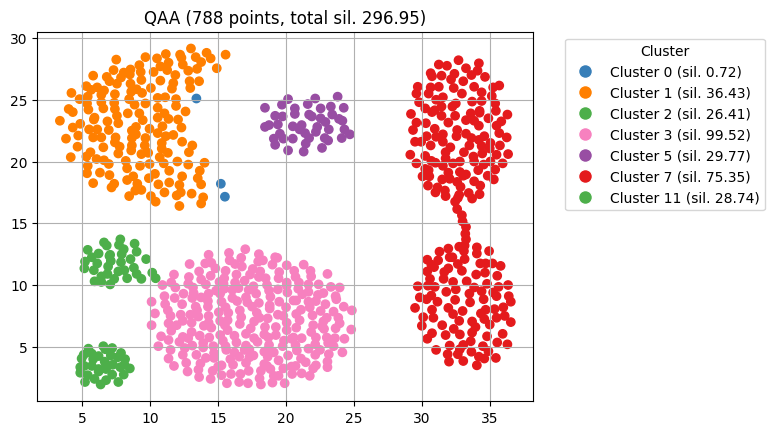 QAA (788 points, total sil. 296.95)
30
25
20
15
10
5
5 10 15 20 25 30 35
Cluster
Cluster 0 (sil. 0.72)
Cluster 1 (sil. 36.43)
Cluster 2 (sil. 26.41)
Cluster 3 (sil. 99.52)
Cluster 5 (sil. 29.77)
Cluster 7 (sil. 75.35)
Cluster 11 (sil. 28.74)